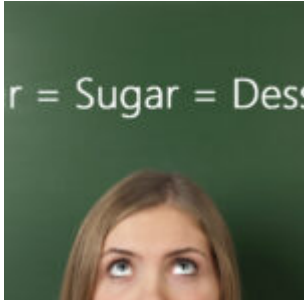 r = Sugar = Dess